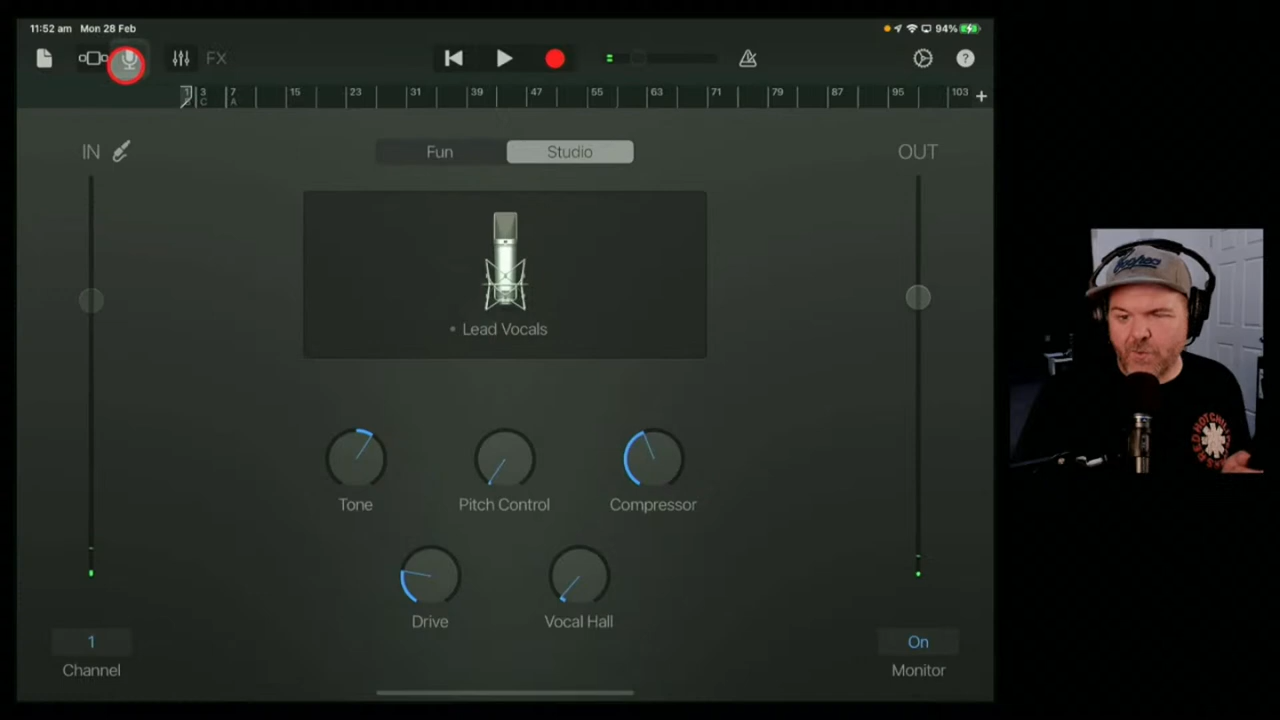 11:52 am Mon 28 Feb
94%
FX
3
C
7
A
15
23
31
39
47
55
63
71
79
87
95
103 +
IN
Fun
Studio
OUT
• Lead Vocals
Tone
Pitch Control
Compressor
Drive
Vocal Hall
1
Channel
On
Monitor